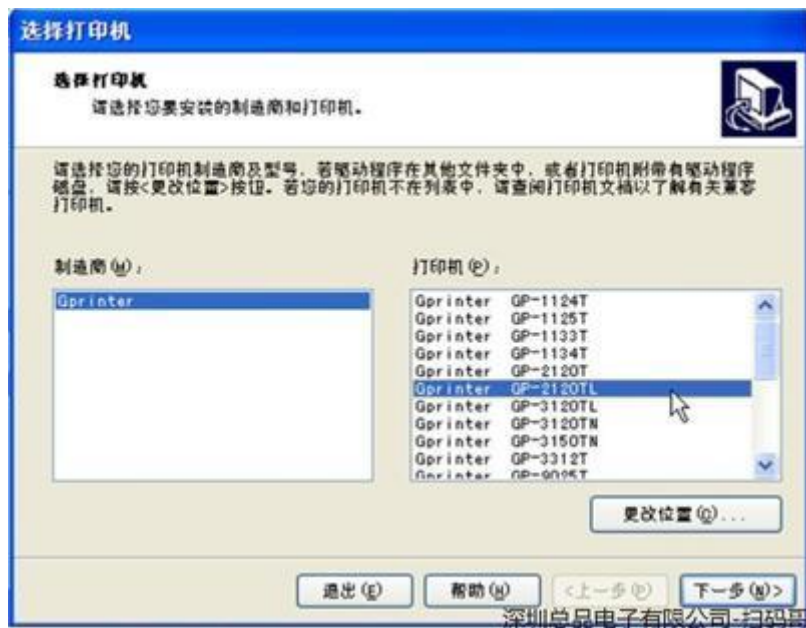 选择打印机
选择打印机
请选择您要安装的制造商和打印机。
请选择您的打印机制造商及型号. 若驱动程序在其他文件夹中, 或者打印机附带有驱动程序
磁盘, 请按<更改位置>按钮。若您的打印机不在列表中, 请查阅打印机文档以了解有关兼容
打印机。
制造商(M):
打印机(P):
Gprinter
Gprinter GP-1124T
Gprinter GP-1125T
Gprinter GP-1133T
Gprinter GP-1134T
Gprinter GP-2120T
Gprinter GP-2120TL
Gprinter GP-3120TL
Gprinter GP-3120TN
Gprinter GP-3150TN
Gprinter GP-3312T
Gprinter GP-9025T
更改位置(C)...
退出(E) 帮助(H) <上一步(P) 下一步(N)>
深圳总品电子有限公司-扫码哥